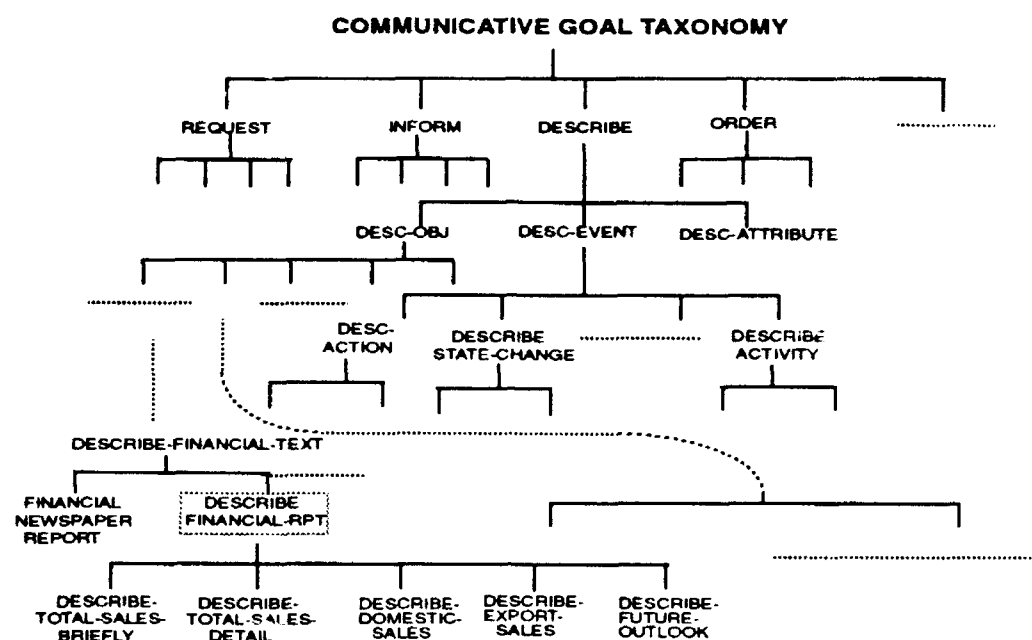 COMMUNICATIVE GOAL TAXONOMY
REQUEST
INFORM
DESCRIBE
ORDER
DESC-OBJ
DESC-EVENT
DESC-ATTRIBUTE
DESC-
ACTION
DESCRIBE
STATE-CHANGE
DESCRIBE
ACTIVITY
DESCRIBE-FINANCIAL-TEXT
FINANCIAL
NEWSPAPER
REPORT
DESCRIBE
FINANCIAL-RPT
DESCRIBE-
TOTAL-SALES-
BRIEFLY
DESCRIBE-
TOTAL-SALES-
DETAIL
DESCRIBE-
DOMESTIC-
SALES
DESCRIBE-
EXPORT-
SALES
DESCRIBE-
FUTURE-
OUTLOOK